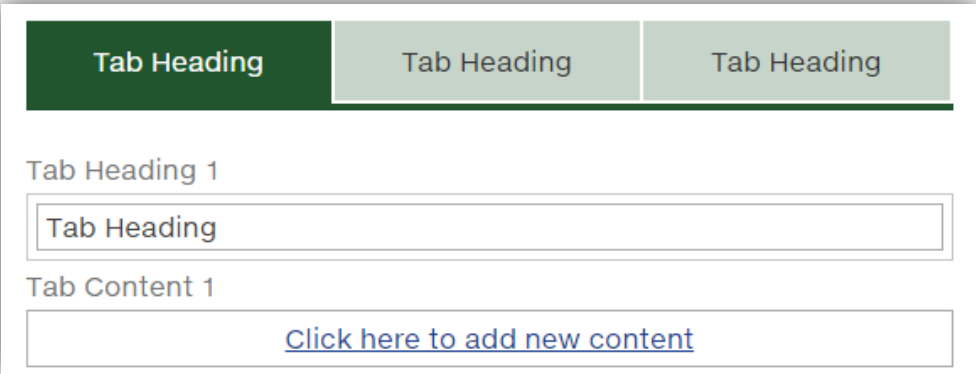 Tab Heading Tab Heading Tab Heading
Tab Heading 1
Tab Heading
Tab Content 1
Click here to add new content